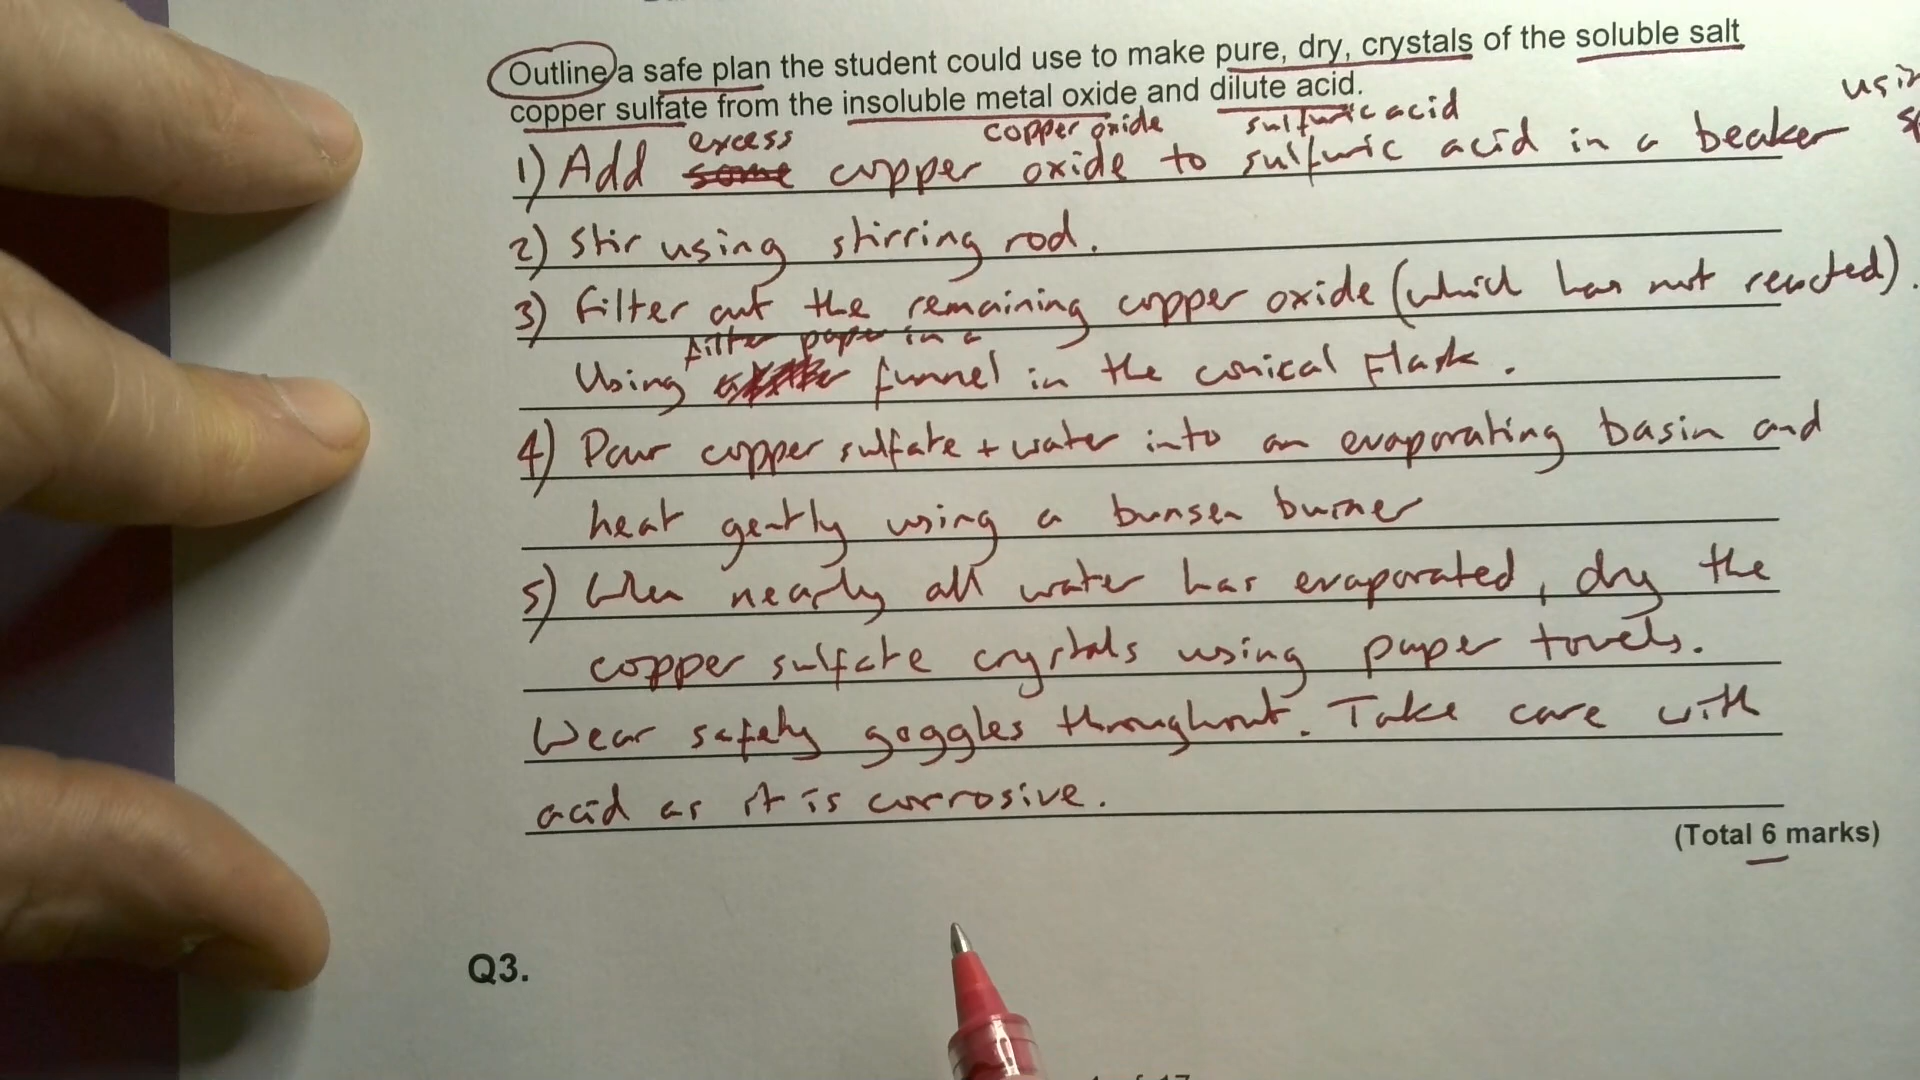 Outline a safe plan the student could use to make pure, dry, crystals of the soluble salt
copper sulfate from the insoluble metal oxide and dilute acid.
copper oxide sulfuric acid
excess
1) Add some copper oxide to sulfuric acid in a beaker
2) Stir using stirring rod.
3) Filter out the remaining copper oxide (which has not reacted).
filter paper in a
Using funnel in the conical flask.
4) Pour copper sulfate + water into an evaporating basin and
heat gently using a bunsen burner
5) When nearly all water has evaporated, dry the
copper sulfate crystals using paper towels.
Wear safety goggles throughout. Take care with
acid as it is corrosive.
(Total 6 marks)
Q3.